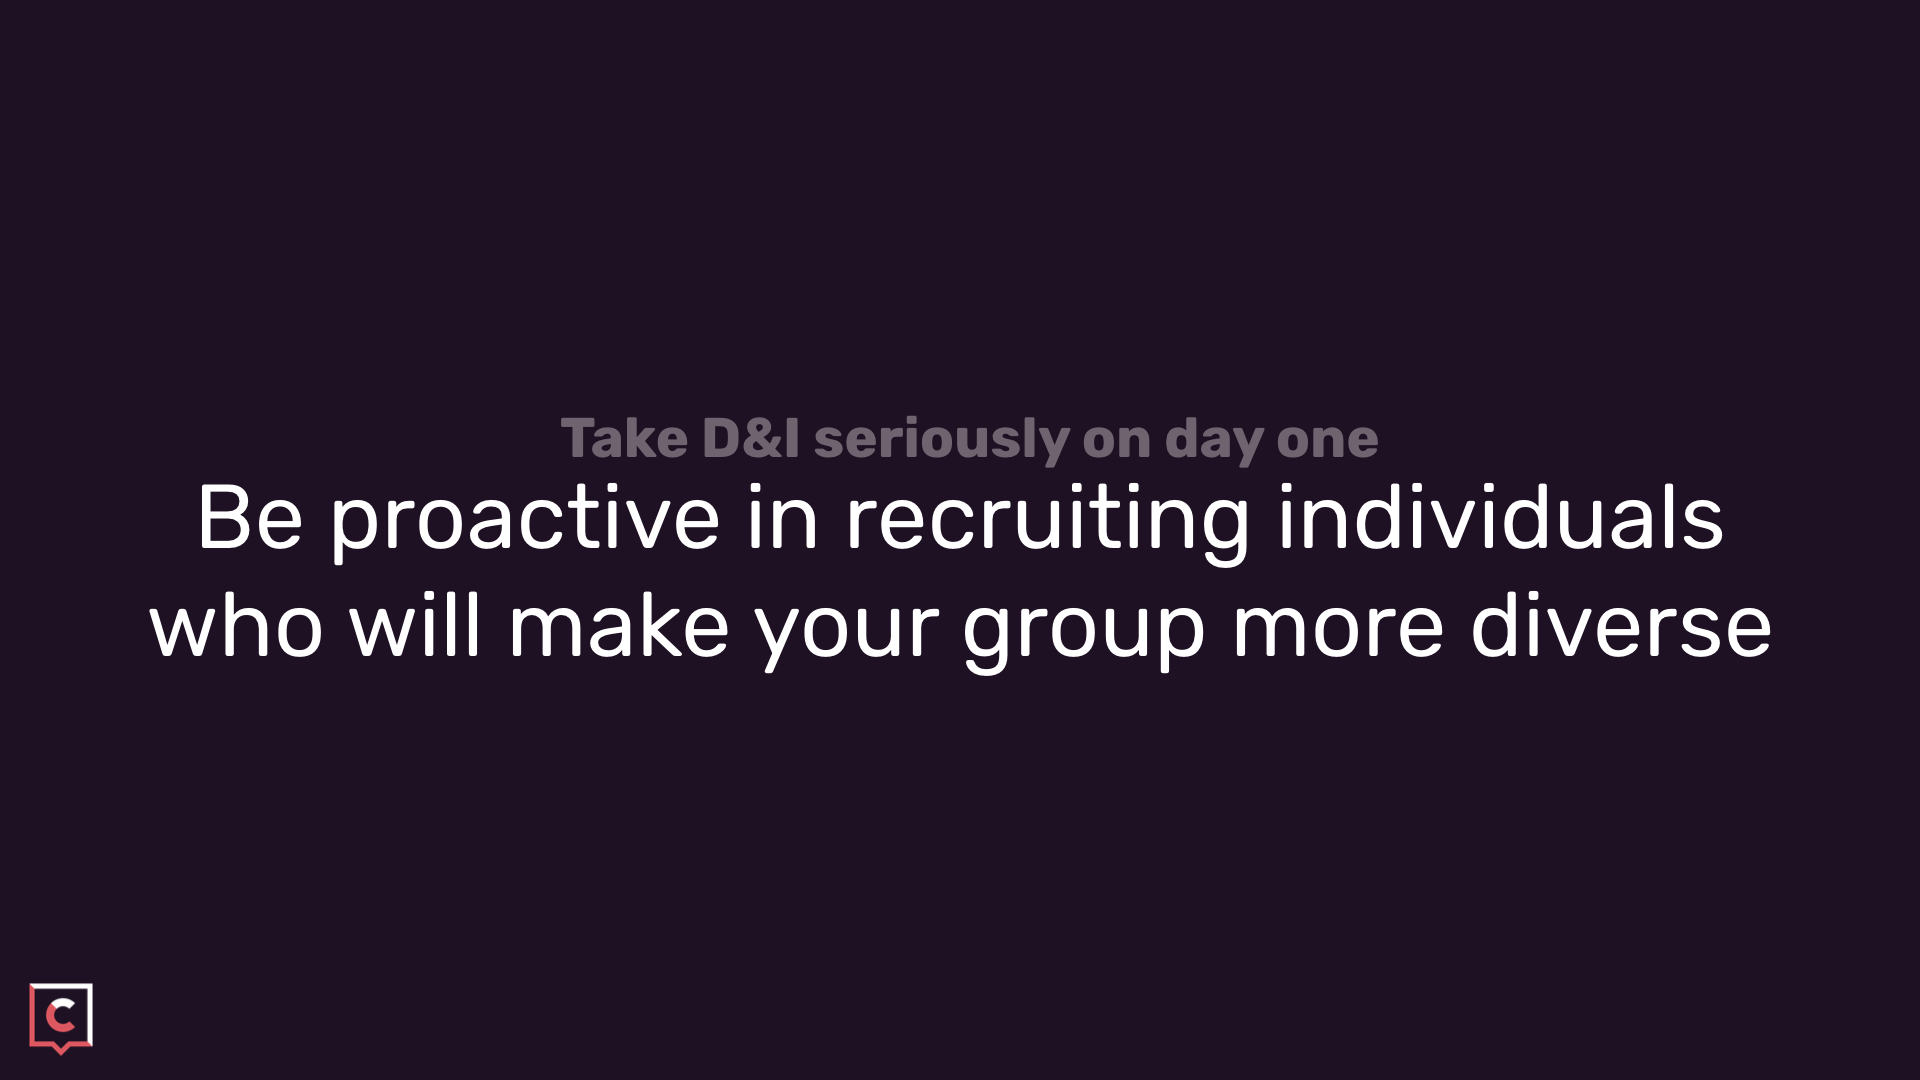 Take D&I seriously on day one
Be proactive in recruiting individuals
who will make your group more diverse
C